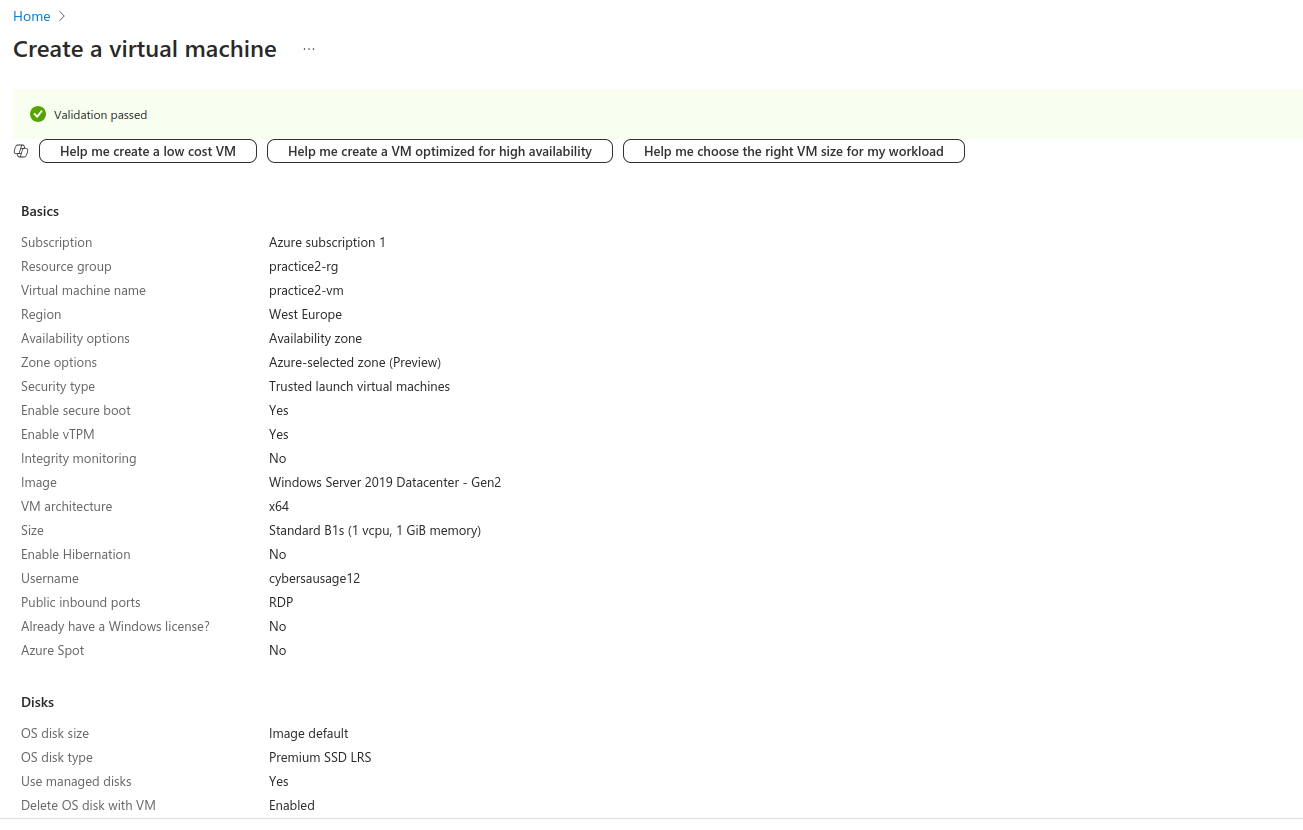 Home
Create a virtual machine ...
Validation passed
Help me create a low cost VM Help me create a VM optimized for high availability Help me choose the right VM size for my workload
Basics
Subscription Azure subscription 1
Resource group practice2-rg
Virtual machine name practice2-vm
Region West Europe
Availability options Availability zone
Zone options Azure-selected zone (Preview)
Security type Trusted launch virtual machines
Enable secure boot Yes
Enable vTPM Yes
Integrity monitoring No
Image Windows Server 2019 Datacenter - Gen2
VM architecture x64
Size Standard B1s (1 vcpu, 1 GiB memory)
Enable Hibernation No
Username cybersausage12
Public inbound ports RDP
Already have a Windows license? No
Azure Spot No
Disks
OS disk size Image default
OS disk type Premium SSD LRS
Use managed disks Yes
Delete OS disk with VM Enabled